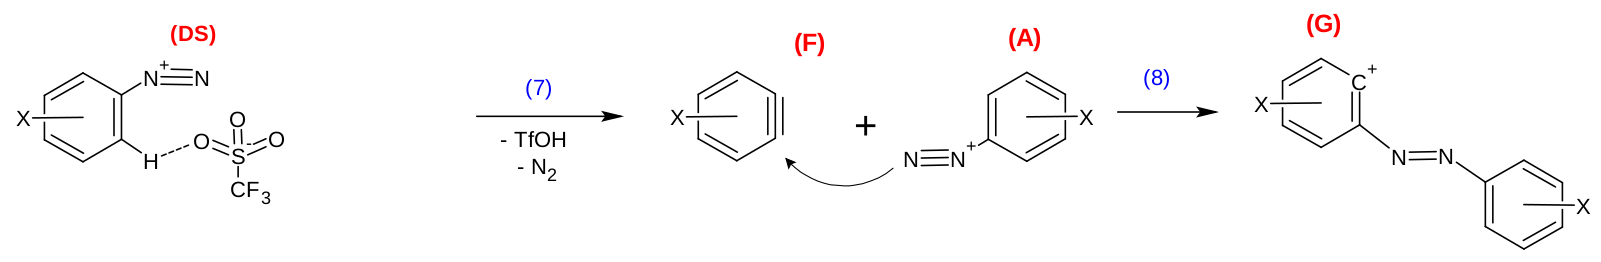 (DS)
X
N+
N
H
O
O
O
S
-
CF3
(7)
- TfOH
- N2
(F)
X
+
(A)
N
N+
X
(8)
(G)
C+
X
N
N
X